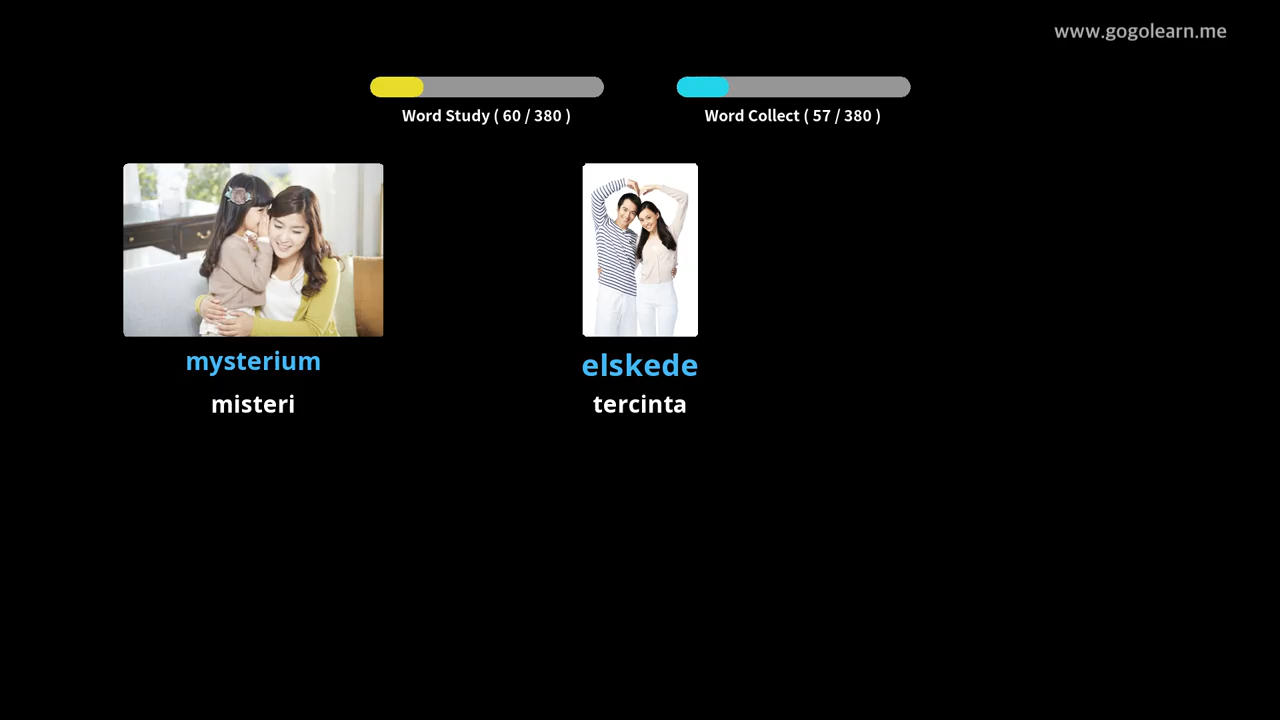 www.gogolearn.me
Word Study ( 60 / 380 )
Word Collect ( 57 / 380 )
mysterium
misteri
elskede
tercinta